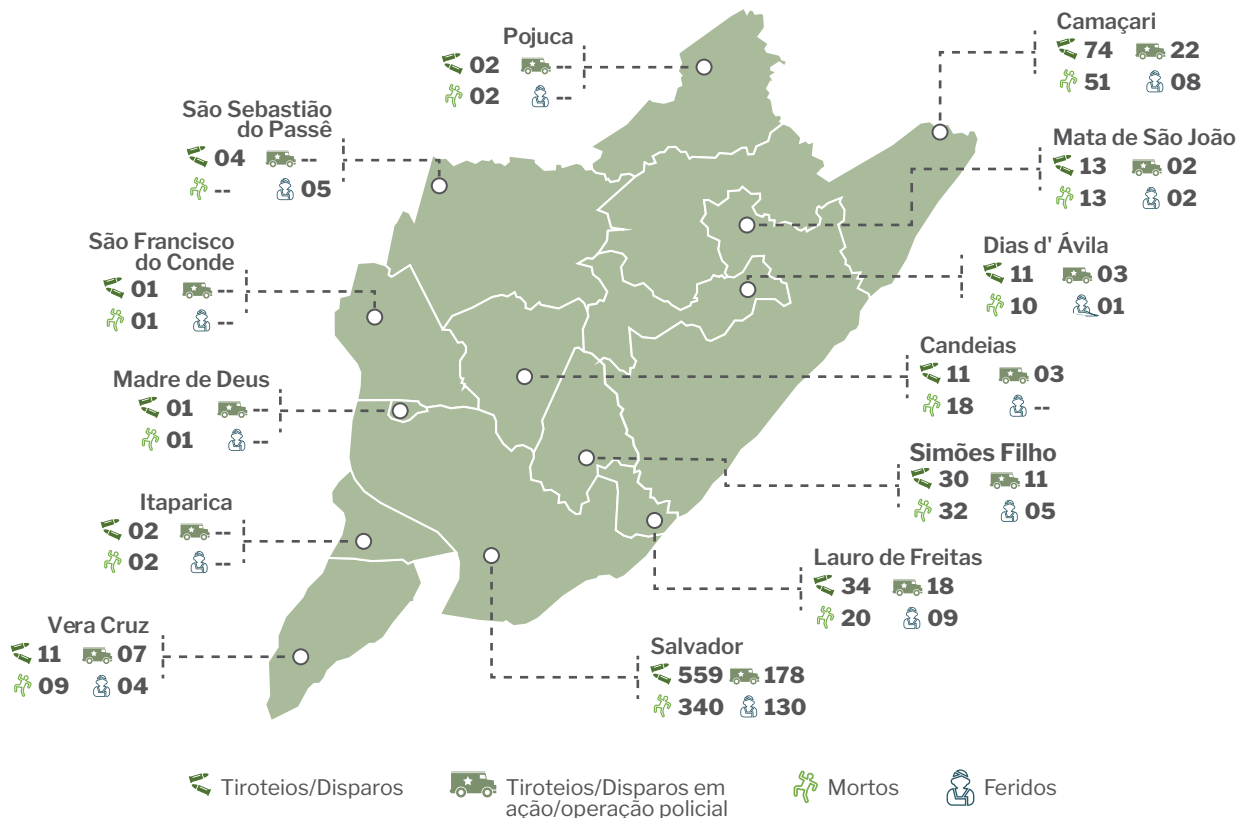 Pojuca
02 --
02 --
Camaçari
74 22
51 08
São Sebastião
do Passê
04 --
-- 05
Mata de São João
13 02
13 02
São Francisco
do Conde
01 --
01 --
Dias d' Ávila
11 03
10 01
Madre de Deus
01 --
01 --
Candeias
11 03
18 --
Simões Filho
30 11
32 05
Itaparica
02 --
02 --
Lauro de Freitas
34 18
20 09
Vera Cruz
11 07
09 04
Salvador
559 178
340 130
Tiroteios/Disparos
Tiroteios/Disparos em
ação/operação policial
Mortos
Feridos